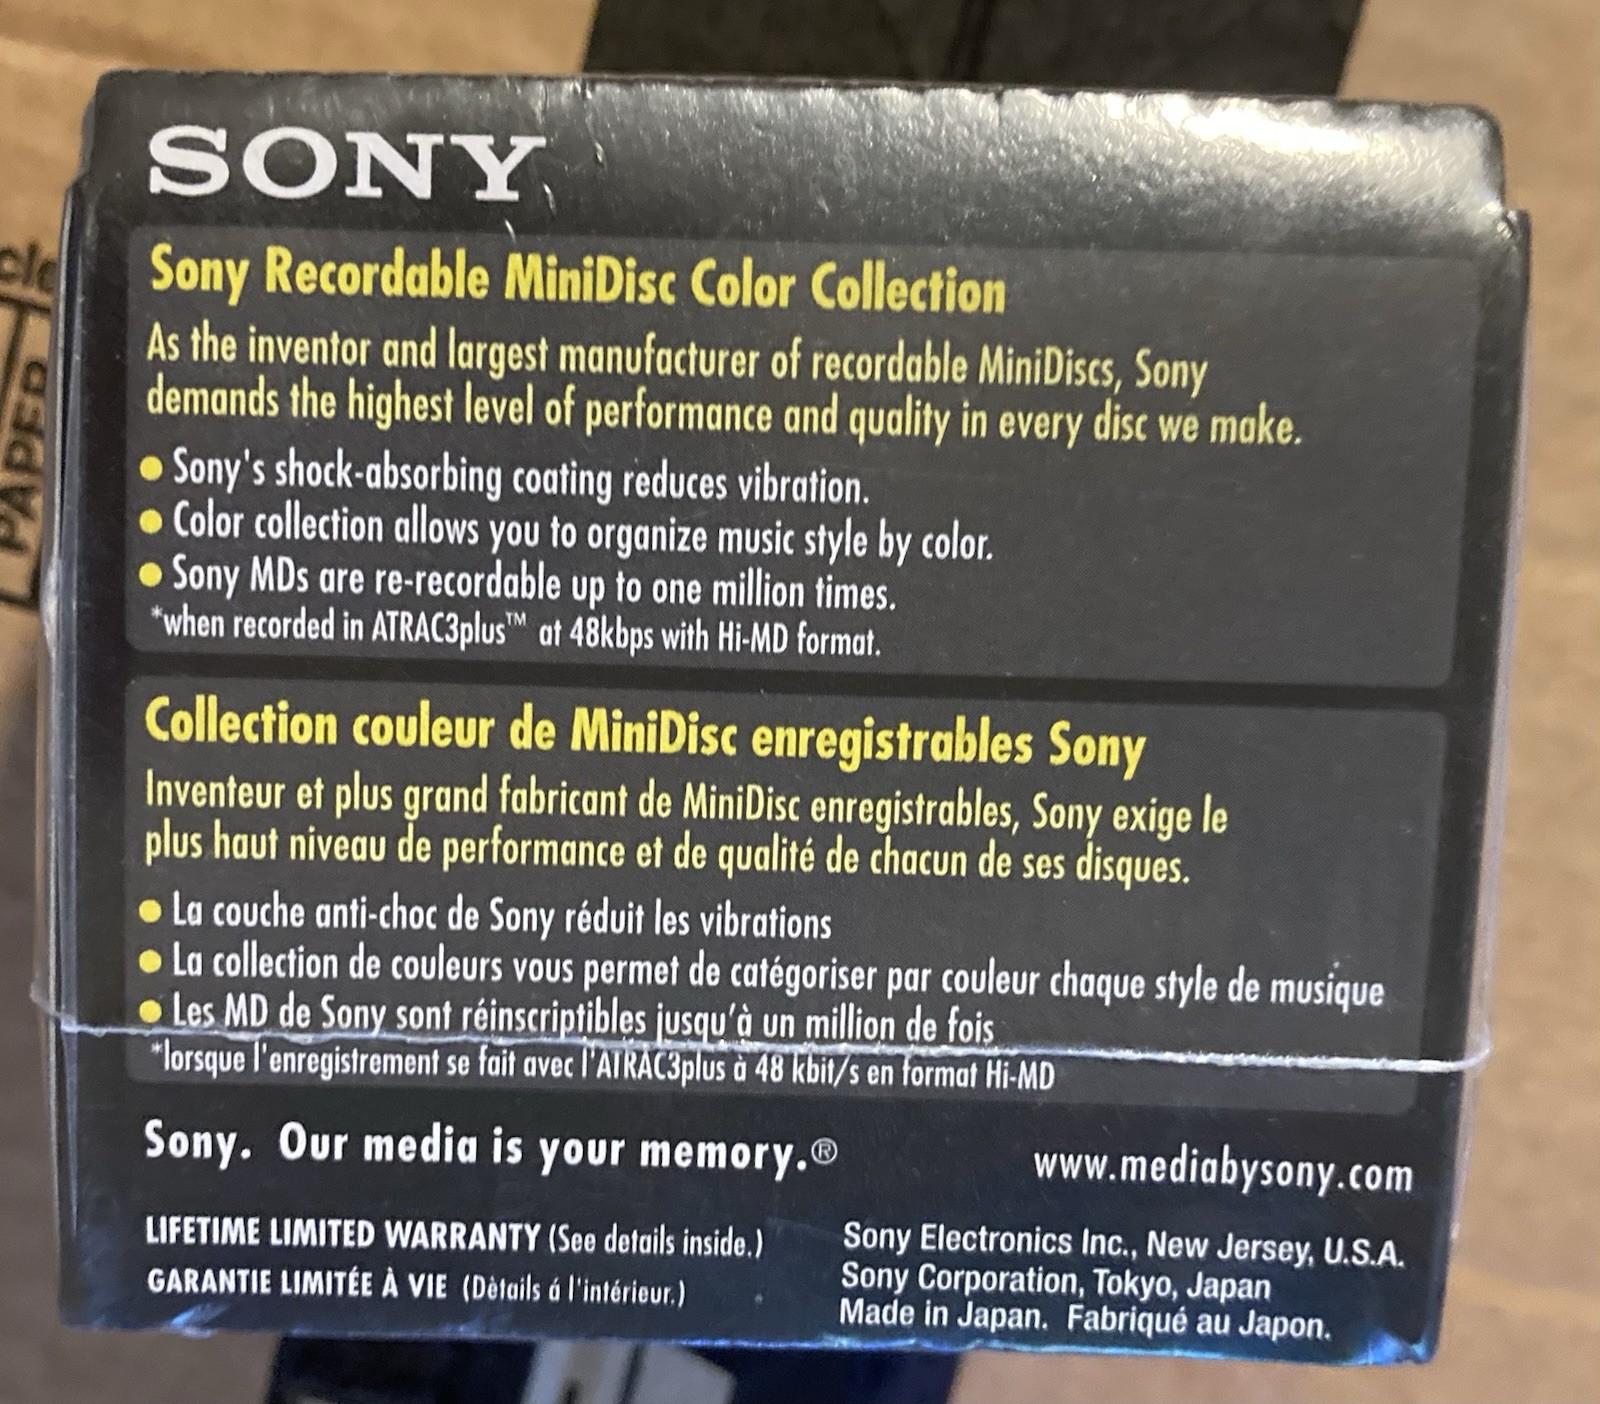 SONY
Sony Recordable MiniDisc Color Collection
As the inventor and largest manufacturer of recordable MiniDiscs, Sony
demands the highest level of performance and quality in every disc we make.
● Sony's shock-absorbing coating reduces vibration.
● Color collection allows you to organize music style by color.
● Sony MDs are re-recordable up to one million times.
*when recorded in ATRAC3plus™ at 48kbps with Hi-MD format.
Collection couleur de MiniDisc enregistrables Sony
Inventeur et plus grand fabricant de MiniDisc enregistrables, Sony exige le
plus haut niveau de performance et de qualité de chacun de ses disques.
● La couche anti-choc de Sony réduit les vibrations
● La collection de couleurs vous permet de catégoriser par couleur chaque style de musique
● Les MD de Sony sont réinscriptibles jusqu'à un million de fois
*lorsque l'enregistrement se fait avec l'ATRAC3plus à 48 kbit/s en format Hi-MD
Sony. Our media is your memory.®
www.mediabysony.com
LIFETIME LIMITED WARRANTY (See details inside.)
GARANTIE LIMITÉE À VIE (Dètails á l'intérieur.)
Sony Electronics Inc., New Jersey, U.S.A.
Sony Corporation, Tokyo, Japan
Made in Japan. Fabriqué au Japon.
PAPER